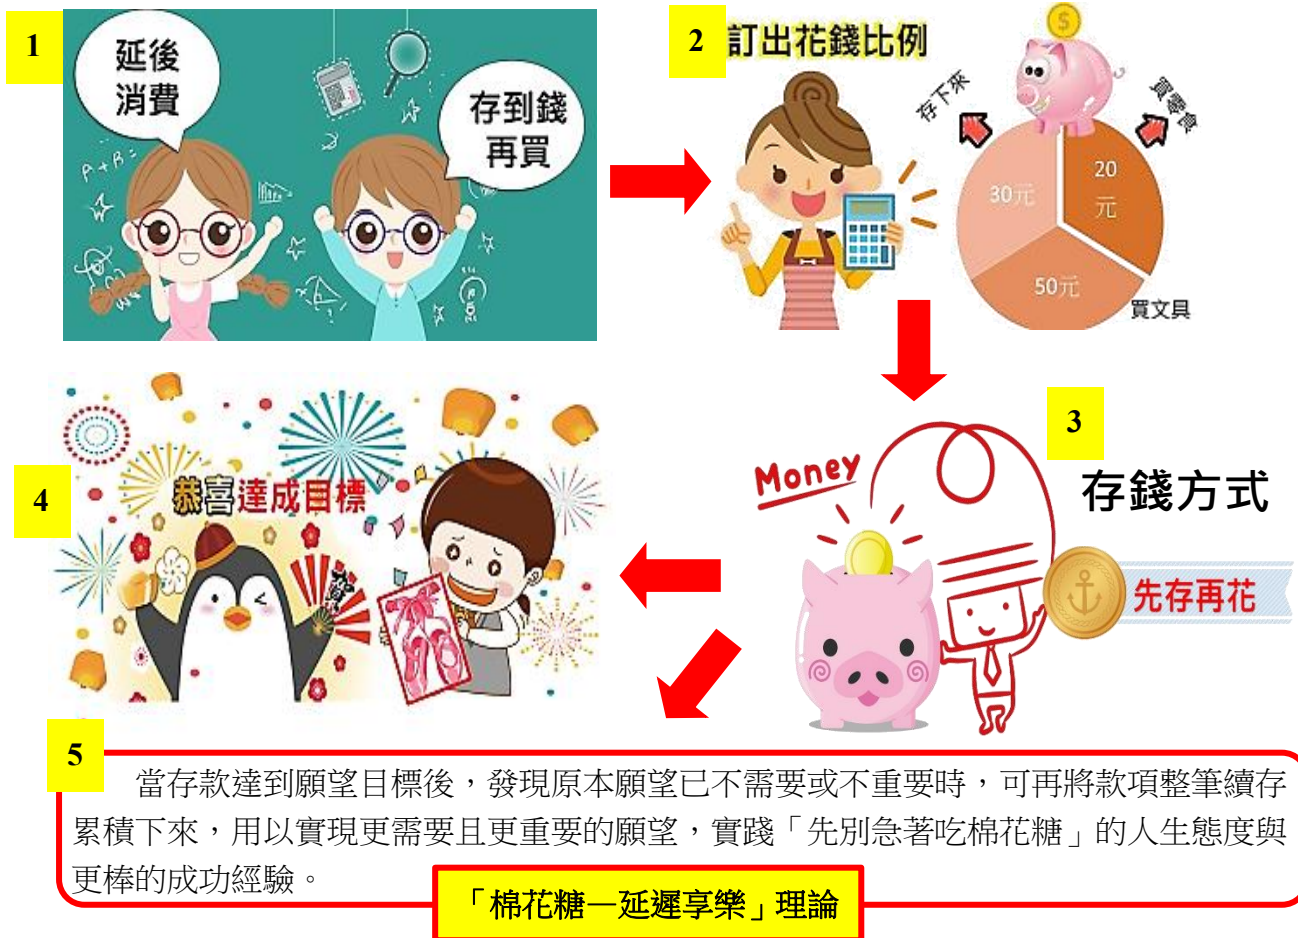 1
延後
消費
存到錢
再買
P+B=
2
訂出花錢比例
$
存下來
買零食
30元
20
元
50元
買文具
3
Money
存錢方式
先存再花
4
恭喜達成目標
賀
5
當存款達到願望目標後，發現原本願望已不需要或不重要時，可再將款項整筆續存
累積下來，用以實現更需要且更重要的願望，實踐「先別急著吃棉花糖」的人生態度與
更棒的成功經驗。
「棉花糖—延遲享樂」理論